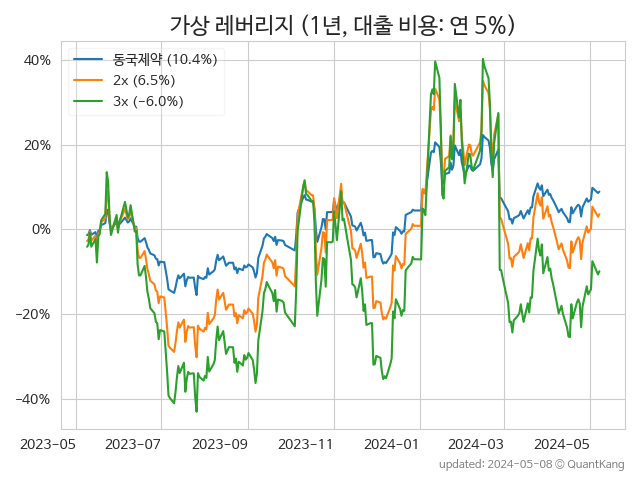 가상 레버리지 (1년, 대출 비용: 연 5%)
동국제약 (10.4%)
2x (6.5%)
3x (−6.0%)
40%
20%
0%
−20%
−40%
2023−05 2023−07 2023−09 2023−11 2024−01 2024−03 2024−05
updated: 2024-05-08 ⓒ QuantKang